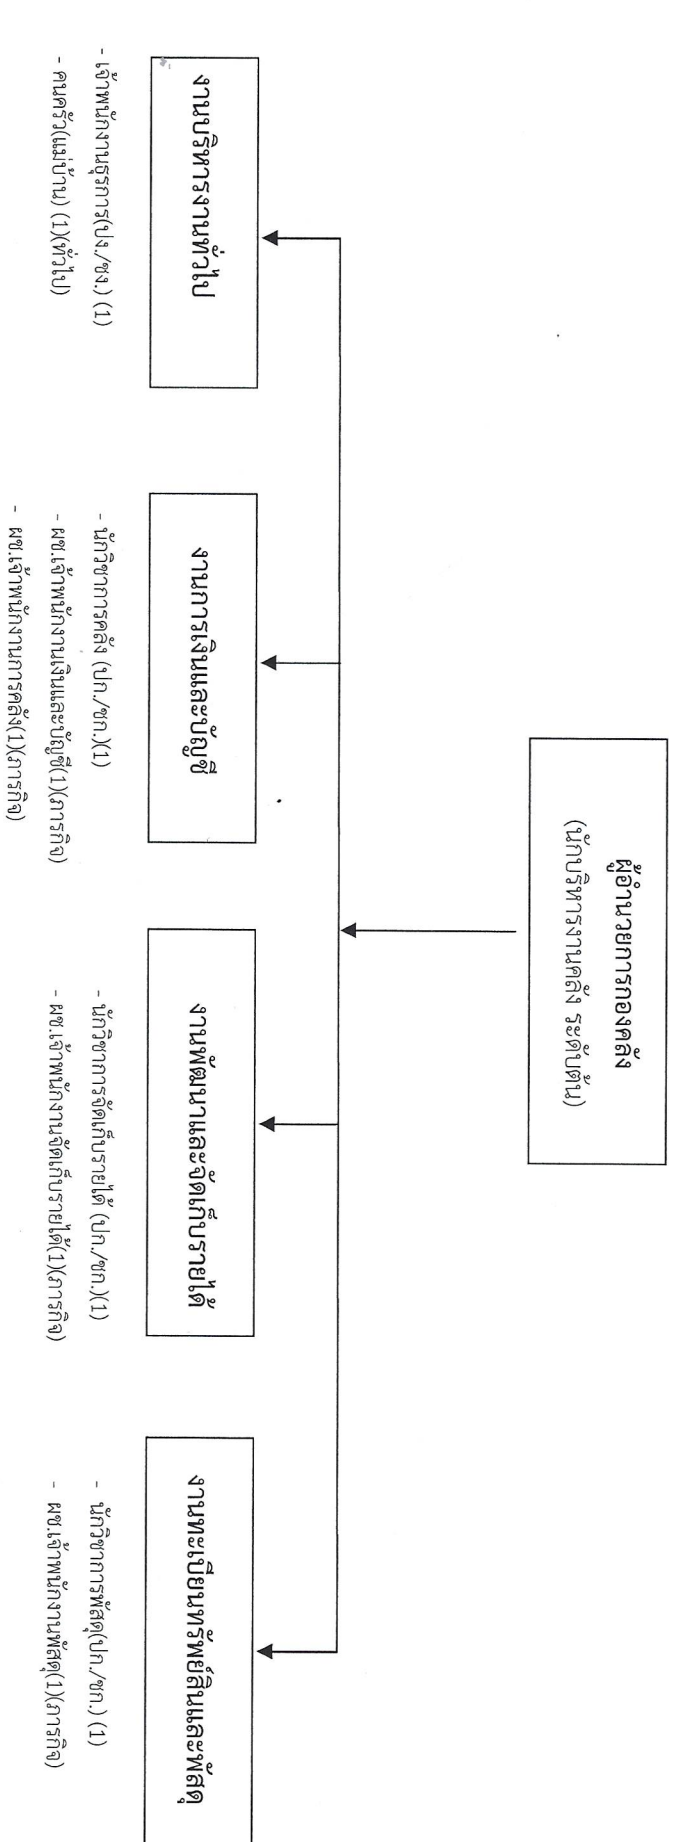 ผู้อำนวยการกองคลัง
(นักบริหารงานคลัง ระดับต้น)
งานบริหารงานทั่วไป
- เจ้าพนักงานธุรการ(ปง./ชง.) (1)
- คนครัว(แม่บ้าน) (1)(ทั่วไป)
งานการเงินและบัญชี
- นักวิชาการคลัง (ปก./ชก.)(1)
- ผช.เจ้าพนักงานเงินและบัญชี(1)(ภารกิจ)
- ผช.เจ้าพนักงานการคลัง(1)(ภารกิจ)
งานพัฒนาและจัดเก็บรายได้
- นักวิชาการจัดเก็บรายได้ (ปก./ชก.)(1)
- ผช.เจ้าพนักงานจัดเก็บรายได้(1)(ภารกิจ)
งานทะเบียนทรัพย์สินและพัสดุ
- นักวิชาการพัสดุ(ปก./ชก.) (1)
- ผช.เจ้าพนักงานพัสดุ(1)(ภารกิจ)